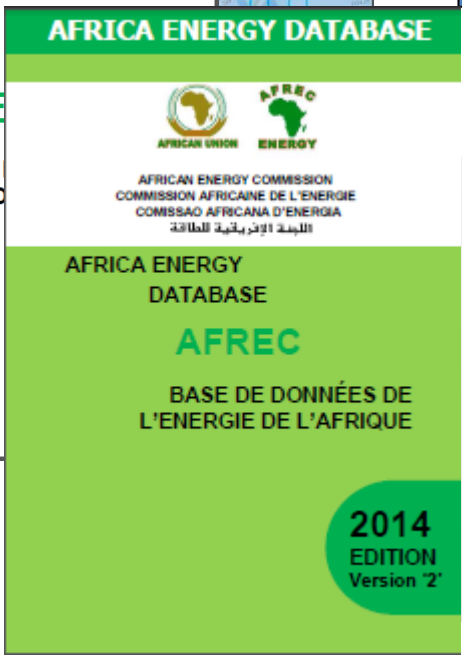 AFRICA ENERGY DATABASE
AFRICAN UNION
AFREC
ENERGY
AFRICAN ENERGY COMMISSION
COMMISSION AFRICAINE DE L'ENERGIE
COMISSAO AFRICANA D'ENERGIA
اللجنة الإفريقية للطاقة
AFRICA ENERGY
DATABASE
AFREC
BASE DE DONNÉES DE
L'ENERGIE DE L'AFRIQUE
2014
EDITION
Version '2'